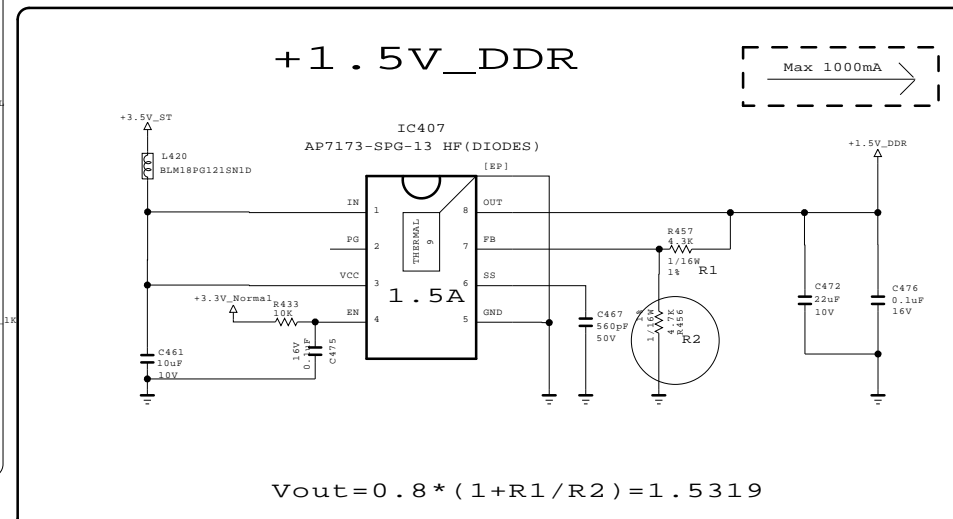 +1.5V_DDR
Max 1000mA
+3.5V_ST
L420
BLM18PG121SN1D
IC407
AP7173-SPG-13 HF(DIODES)
[EP]
+1.5V_DDR
IN
1
8
OUT
PG
2
THERMAL
9
7
FB
R457
4.3K
1/16W
1%
R1
VCC
3
6
SS
1.5A
+3.3V_Normal
R433
10K
EN
4
5
GND
C461
10uF
10V
16V
0.1uF
C475
C467
560pF
50V
1%
1/16W
4.7K
R456
R2
C472
22uF
10V
C476
0.1uF
16V
_1K
L
Vout=0.8*(1+R1/R2)=1.5319